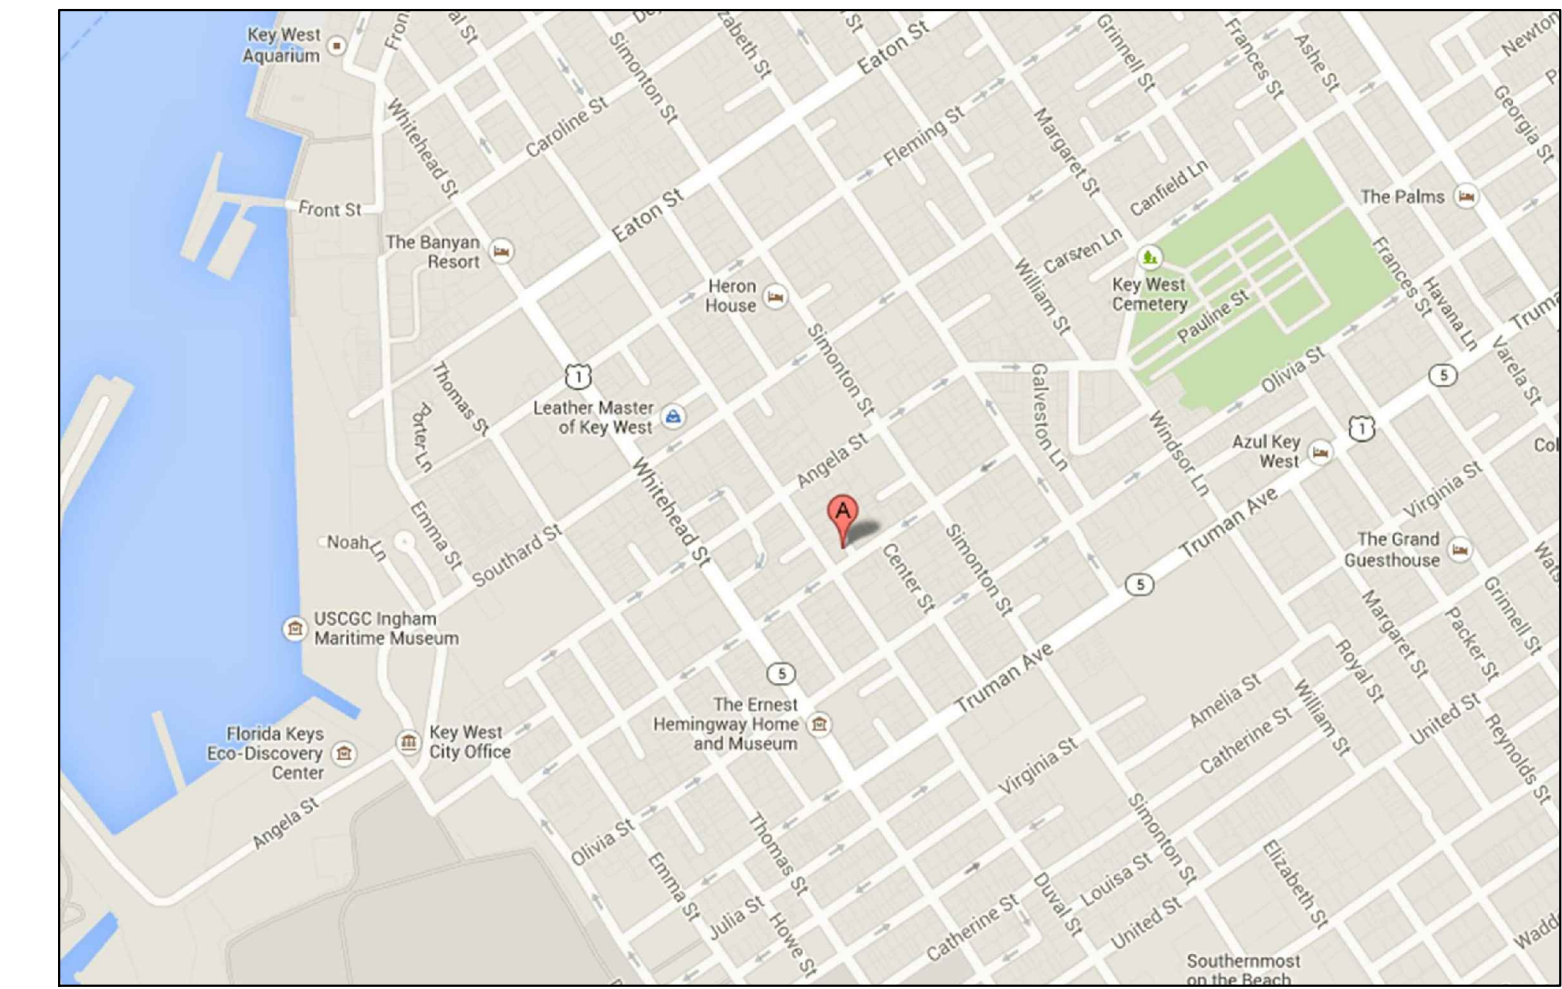 Key West
Aquarium
Simonton St
Eaton St
Grinnell St
Frances St
Ashe St
Newton
Georgia St
Whitehead St
Caroline St
Fleming St
Margaret St
Canfield Ln
The Palms
Front St
Eaton St
The Banyan
Resort
Heron
House
Carsten Ln
William St
Key West
Cemetery
Pauline St
Frances St
Havana Ln
Varela St
Simonton St
Thomas St
Porter Ln
1
Leather Master
of Key West
Galveston Ln
Olivia St
5
1
Windsor Ln
Azul Key
West
Angela St
Whitehead St
A
Virginia St
Truman Ave
Emma St
Noah Ln
Southard St
Center St
Simonton St
5
The Grand
Guesthouse
Grinnell St
USCGC Ingham
Maritime Museum
Margaret St
Packer St
Truman Ave
Royal St
5
The Ernest
Hemingway Home
and Museum
Amelia St
Catherine St
William St
United St
Reynolds St
Florida Keys
Eco-Discovery
Center
Key West
City Office
Virginia St
Angela St
Olivia St
Thomas St
Simonton St
Emma St
Julia St
Howe St
Duval St
Louisa St
Elizabeth St
Catherine St
United St
Southernmost
on the Beach